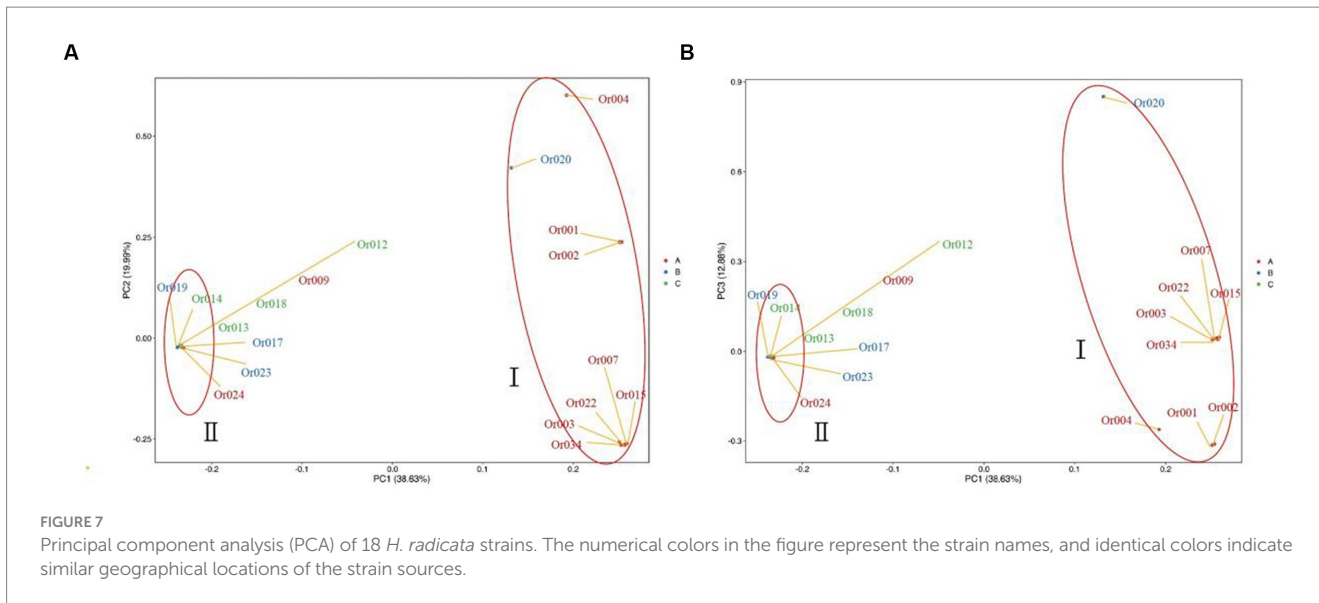 A
B
0.50
0.25
0.00
-0.25
PC2 (19.99%)
-0.2
-0.1
0.0
0.1
0.2
PC1 (38.63%)
Or004
Or020
Or001
Or002
Or012
Or009
Or019
Or014
Or018
Or013
Or017
Or023
Or024
Or007
Or015
Or022
Or003
Or034
I
II
A
B
C
0.9
0.6
0.3
0.0
-0.3
PC3 (12.88%)
-0.2
-0.1
0.0
0.1
0.2
PC1 (38.63%)
Or020
Or012
Or009
Or019
Or014
Or018
Or013
Or017
Or023
Or024
Or007
Or022
Or015
Or003
Or034
Or004
Or001
Or002
I
II
A
B
C
FIGURE 7
Principal component analysis (PCA) of 18 H. radicata strains. The numerical colors in the figure represent the strain names, and identical colors indicate
similar geographical locations of the strain sources.